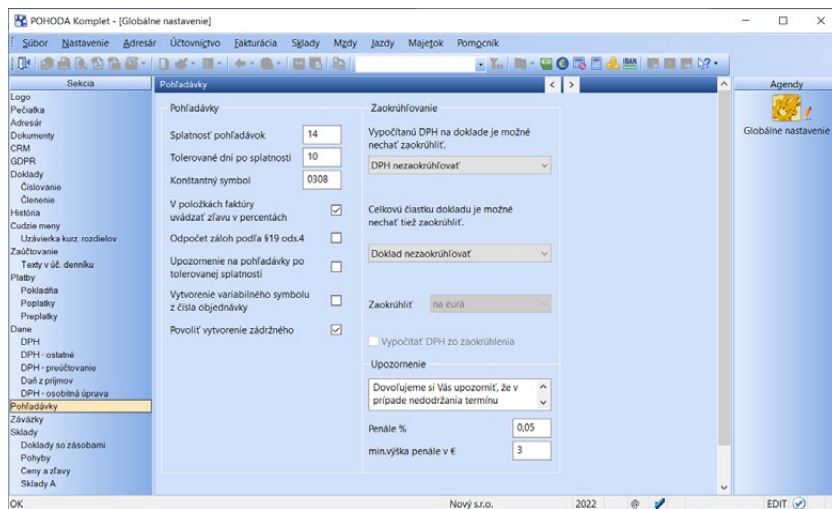 POHODA Komplet - [Globálne nastavenie]
Súbor Nastavenie Adresár Účtovníctvo Fakturácia Sklady Mzdy Jazdy Majetok Pomocník
Sekcia
Logo
Pečiatka
Adresár
Dokumenty
CRM
GDPR
Doklady
Číslovanie
Členenie
História
Cudzie meny
Uzávierka kurz. rozdielov
Zaúčtovanie
Texty v úč. denníku
Platby
Pokladňa
Poplatky
Preplatky
Dane
DPH
DPH - ostatné
DPH - preúčtovanie
Daň z príjmov
DPH - osobitná úprava
Pohľadávky
Záväzky
Sklady
Doklady so zásobami
Pohyby
Ceny a zľavy
Sklady A
Pohľadávky
Pohľadávky
Splatnosť pohľadávok 14
Tolerované dni po splatnosti 10
Konštantný symbol 0308
V položkách faktúry
uvádzať zľavu v percentách
Odpočet záloh podľa §19 ods.4
Upozornenie na pohľadávky po
tolerovanej splatnosti
Vytvorenie variabilného symbolu
z čísla objednávky
Povoliť vytvorenie zádržného
Zaokrúhľovanie
Vypočítanú DPH na doklade je možné
nechať zaokrúhliť.
DPH nezaokrúhľovať
Celkovú čiastku dokladu je možné
nechať tiež zaokrúhliť.
Doklad nezaokrúhľovať
Zaokrúhliť na eurá
Vypočítať DPH zo zaokrúhlenia
Upozornenie
Dovoľujeme si Vás upozorniť, že v
prípade nedodržania termínu
Penále % 0,05
min.výška penále v € 3
Agendy
Globálne nastavenie
OK Nový s.r.o. 2022 @ EDIT
IBAN